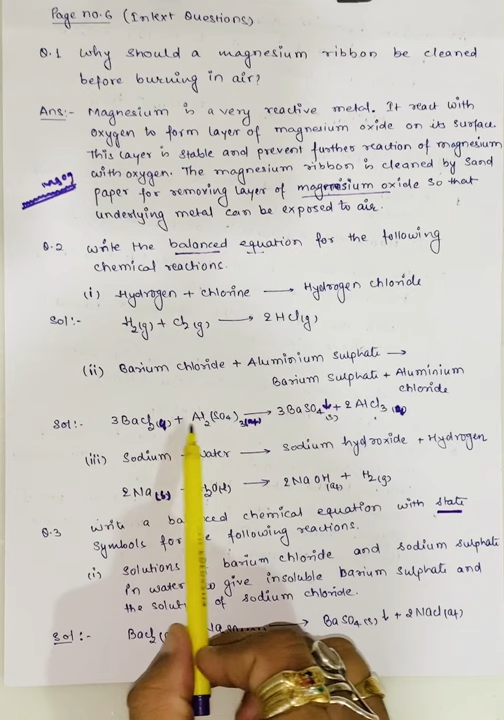 Page no.6 (Intext Questions)
Q.1 Why should a magnesium ribbon be cleaned
before burning in air?
Ans:- Magnesium is a very reactive metal. It react with
oxygen to form layer of magnesium oxide on its surface.
This layer is stable and prevent further reaction of magnesium
with oxygen. The magnesium ribbon is cleaned by sand
paper for removing layer of magnesium oxide so that
underlying metal can be exposed to air.
Q.2 Write the balanced equation for the following
chemical reactions.
(i) Hydrogen + chlorine ⟶ Hydrogen chloride
Sol:- H2(g) + Cl2(g) ⟶ 2HCl(g)
(ii) Barium chloride + Aluminium sulphate ⟶
Barium sulphate + Aluminium
chloride
Sol:- 3BaCl2(aq) + Al2(SO4)3(aq) ⟶ 3BaSO4(s)↓ + 2AlCl3(aq)
(iii) Sodium water ⟶ Sodium hydroxide + Hydrogen
2Na(s) 2O(l) ⟶ 2NaOH(aq) + H2(g)
Q.3 Write a chemical equation with state
symbols for following reactions.
(i) Solutions barium chloride and sodium sulphate
in water to give insoluble barium sulphate and
the of sodium chloride.
Sol:- BaCl2 ⟶ BaSO4(s)↓ + 2NaCl(aq)